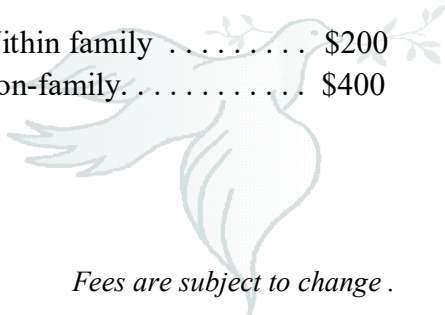 ithin family . . . . . . . . . $200
on-family. . . . . . . . . . . $400
Fees are subject to change .